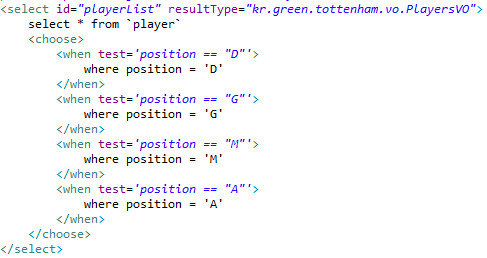 <select id="playerList" resultType="kr.green.tottenham.vo.PlayersVO">
    select * from `player`
    <choose>
        <when test='position == "D"'>
            where position = 'D'
        </when>
        <when test='position == "G"'>
            where position = 'G'
        </when>
        <when test='position == "M"'>
            where position = 'M'
        </when>
        <when test='position == "A"'>
            where position = 'A'
        </when>
    </choose>
</select>